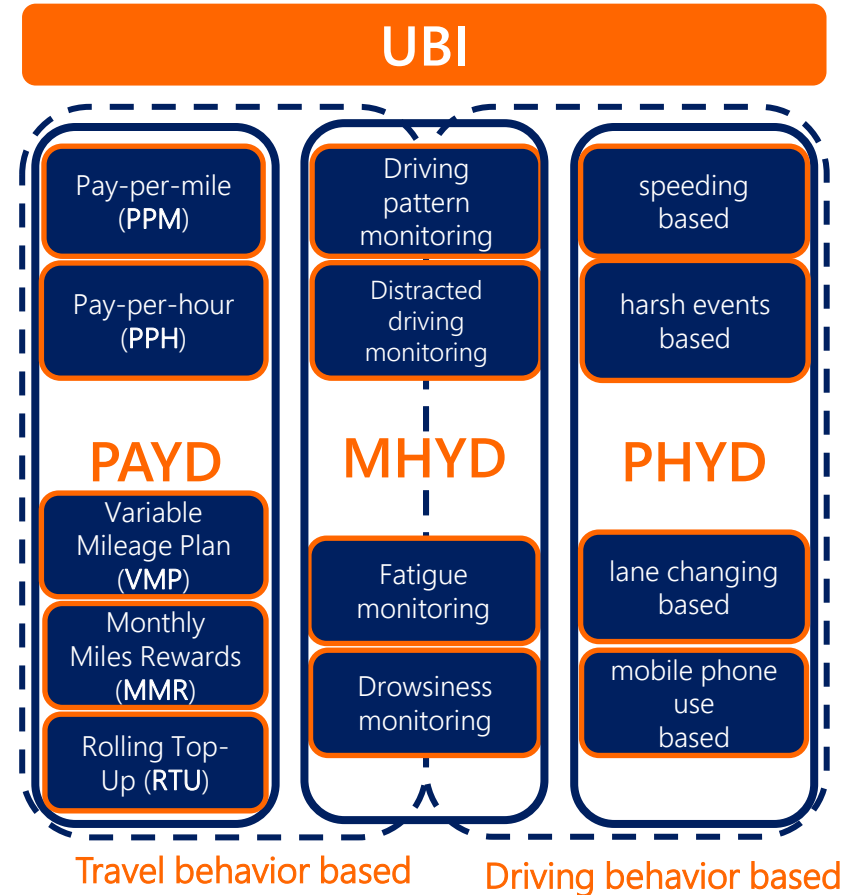 UBI
Pay-per-mile
(PPM)
Pay-per-hour
(PPH)
PAYD
Variable
Mileage Plan
(VMP)
Monthly
Miles Rewards
(MMR)
Rolling Top-
Up (RTU)
Driving
pattern
monitoring
Distracted
driving
monitoring
MHYD
Fatigue
monitoring
Drowsiness
monitoring
speeding
based
harsh events
based
PHYD
lane changing
based
mobile phone
use
based
Travel behavior based
Driving behavior based